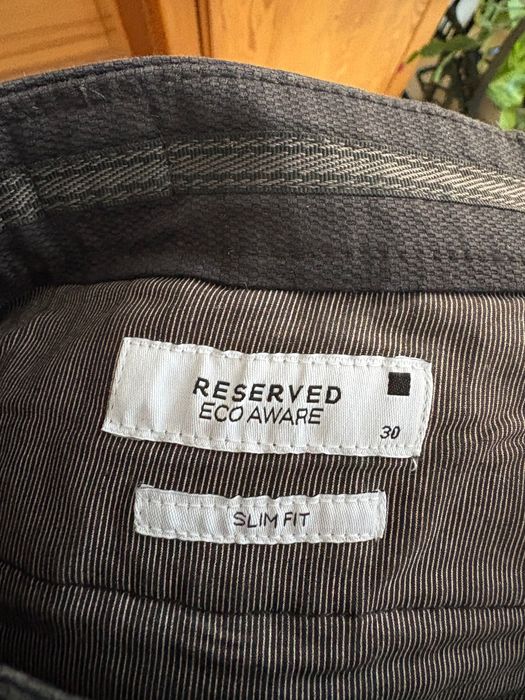 RESERVED
ECO AWARE
30
SLIM FIT